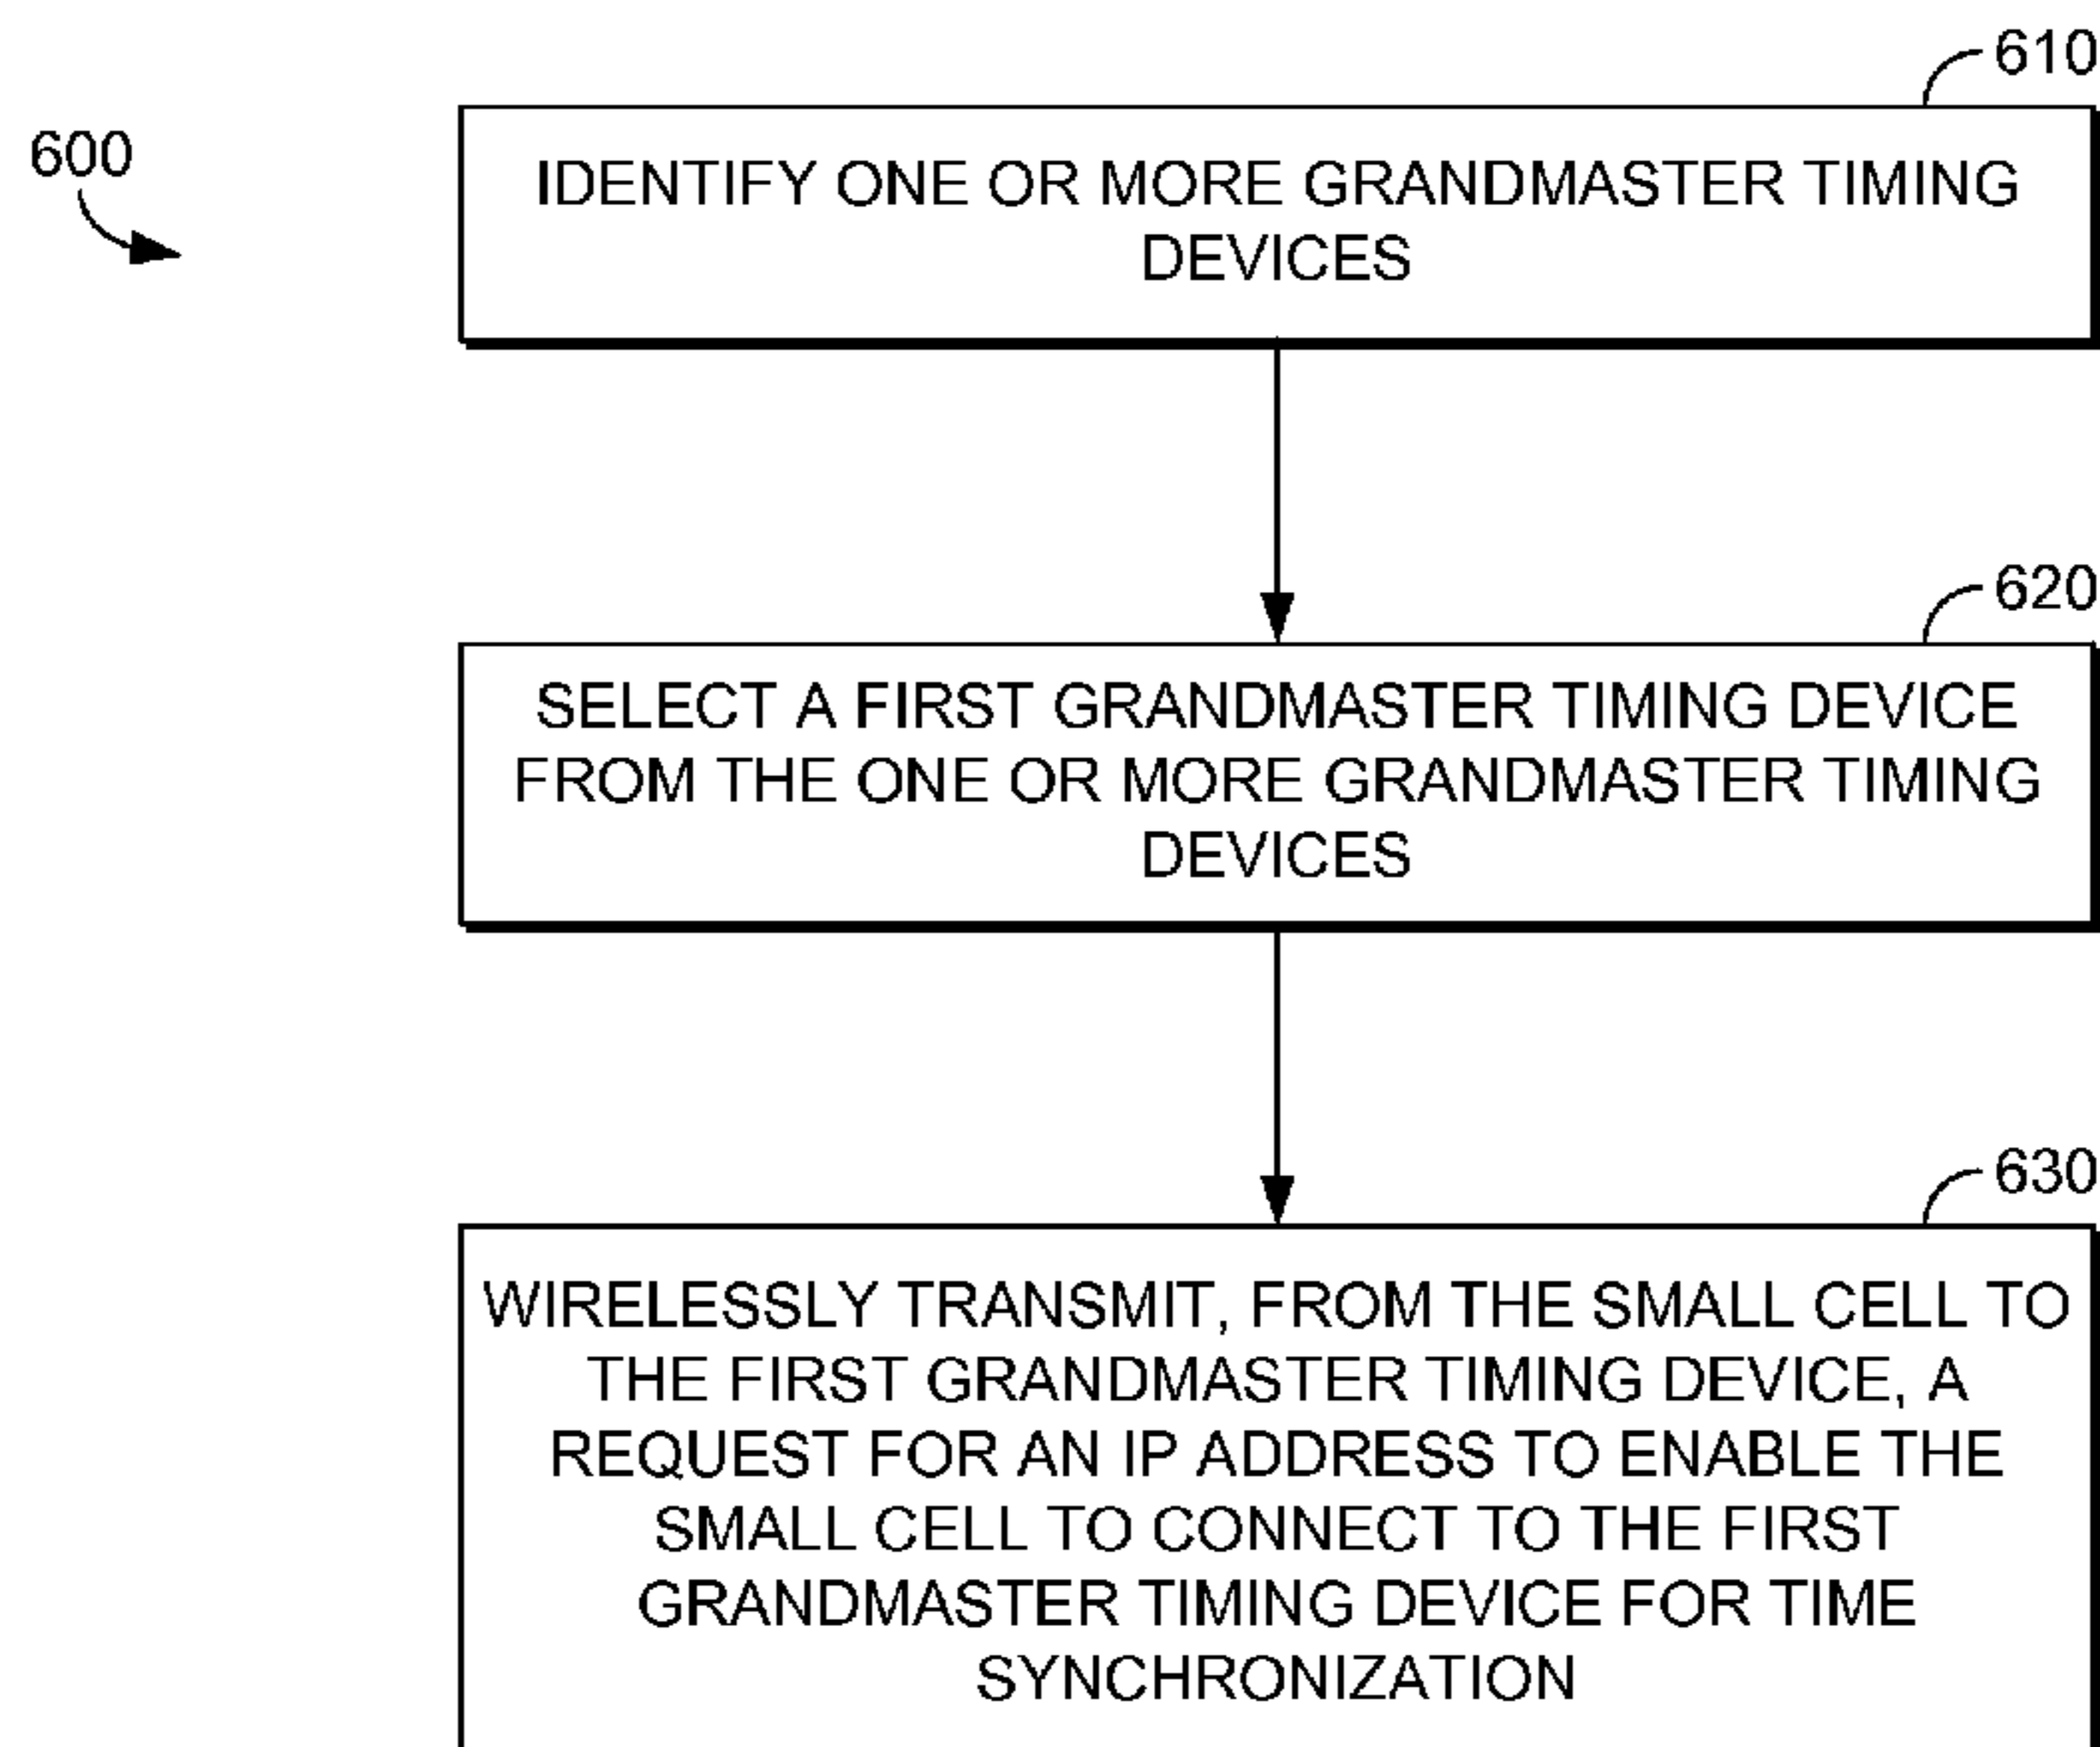 610
600
IDENTIFY ONE OR MORE GRANDMASTER TIMING
DEVICES
620
SELECT A FIRST GRANDMASTER TIMING DEVICE
FROM THE ONE OR MORE GRANDMASTER TIMING
DEVICES
630
WIRELESSLY TRANSMIT, FROM THE SMALL CELL TO
THE FIRST GRANDMASTER TIMING DEVICE, A
REQUEST FOR AN IP ADDRESS TO ENABLE THE
SMALL CELL TO CONNECT TO THE FIRST
GRANDMASTER TIMING DEVICE FOR TIME
SYNCHRONIZATION